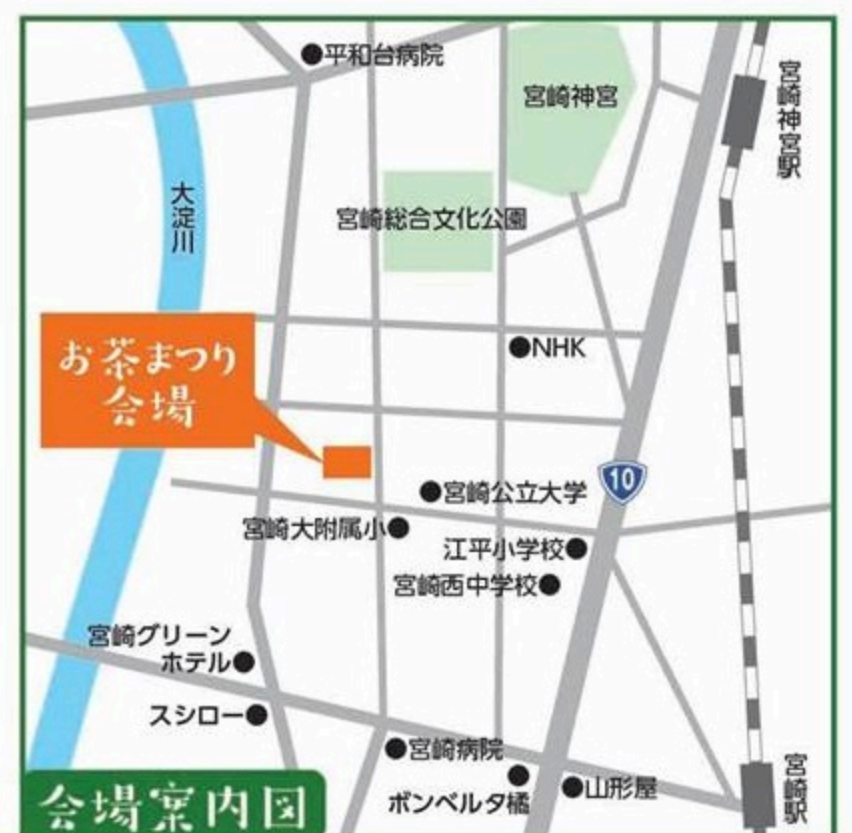 平和台病院
宮崎神宮
宮崎神宮駅
大淀川
宮崎総合文化公園
NHK
お茶まつり
会場
10
宮崎公立大学
宮崎大附属小
江平小学校
宮崎西中学校
宮崎グリーン
ホテル
スシロー
宮崎病院
ボンベルタ橘
山形屋
宮崎駅
会場案内図